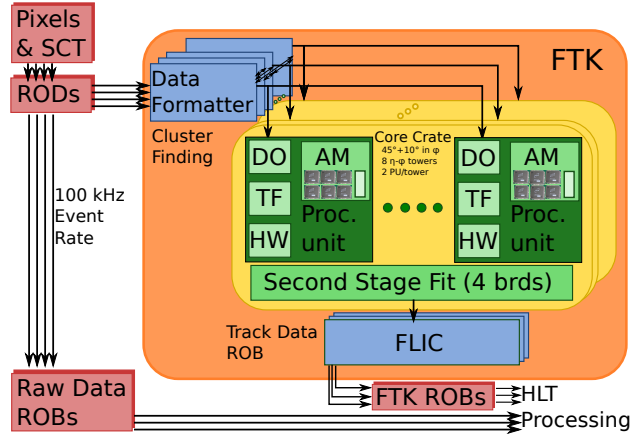 Pixels
& SCT
RODs
FTK
Data
Formatter
Cluster
Finding
Core Crate
45°+10° in φ
8 η-φ towers
2 PU/tower
DO
AM
TF
HW
Proc.
unit
DO
AM
TF
HW
Proc.
unit
100 kHz
Event
Rate
Second Stage Fit (4 brds)
Track Data
ROB
FLIC
Raw Data
ROBs
FTK ROBs
HLT
Processing